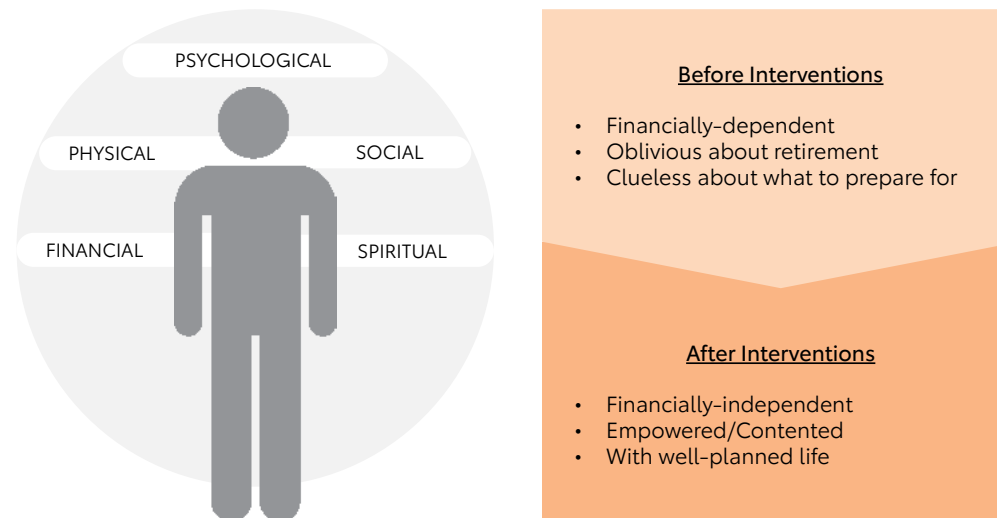 PSYCHOLOGICAL
PHYSICAL
SOCIAL
FINANCIAL
SPIRITUAL
Before Interventions
• Financially-dependent
• Oblivious about retirement
• Clueless about what to prepare for
After Interventions
• Financially-independent
• Empowered/Contented
• With well-planned life